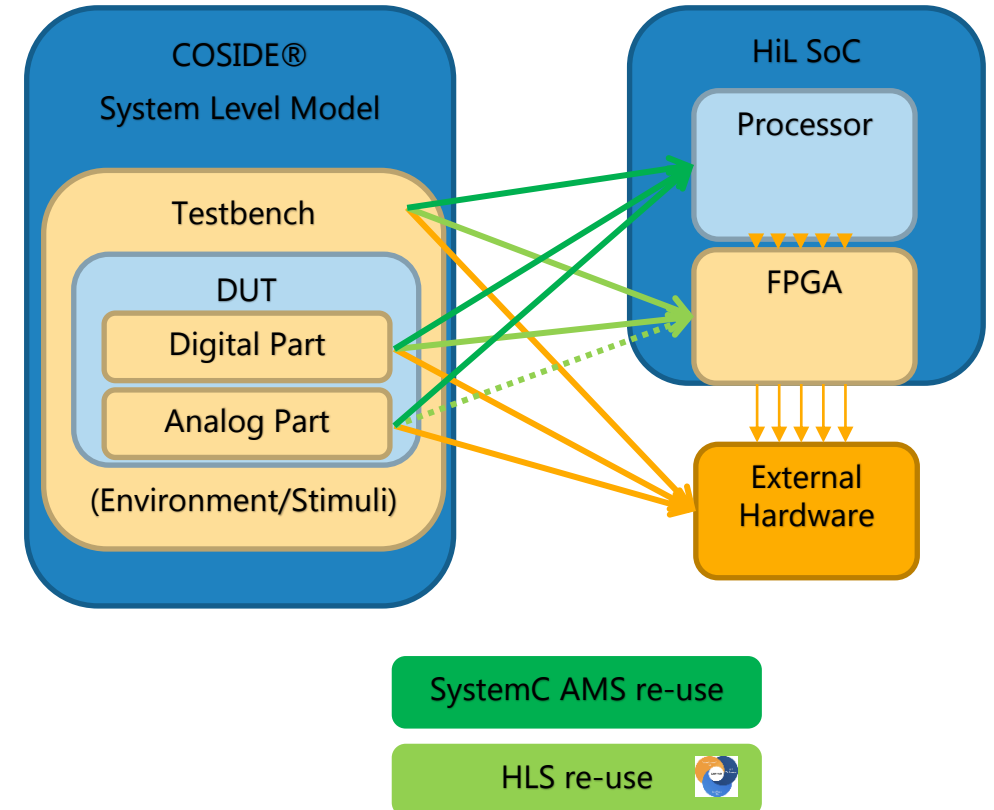 COSIDE®
System Level Model
Testbench
DUT
Digital Part
Analog Part
(Environment/Stimuli)
HiL SoC
Processor
FPGA
External
Hardware
SystemC AMS re-use
HLS re-use